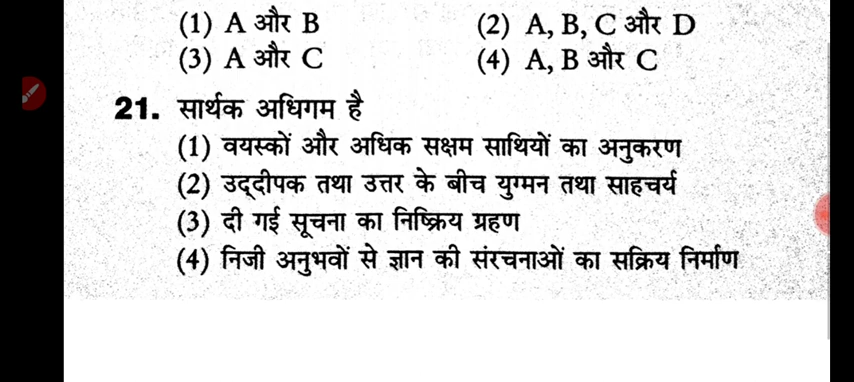 (1) A और B (2) A, B, C और D
(3) A और C (4) A, B और C
21. सार्थक अधिगम है
(1) वयस्कों और अधिक सक्षम साथियों का अनुकरण
(2) उद्दीपक तथा उत्तर के बीच युग्मन तथा साहचर्य
(3) दी गई सूचना का निष्क्रिय ग्रहण
(4) निजी अनुभवों से ज्ञान की संरचनाओं का सक्रिय निर्माण